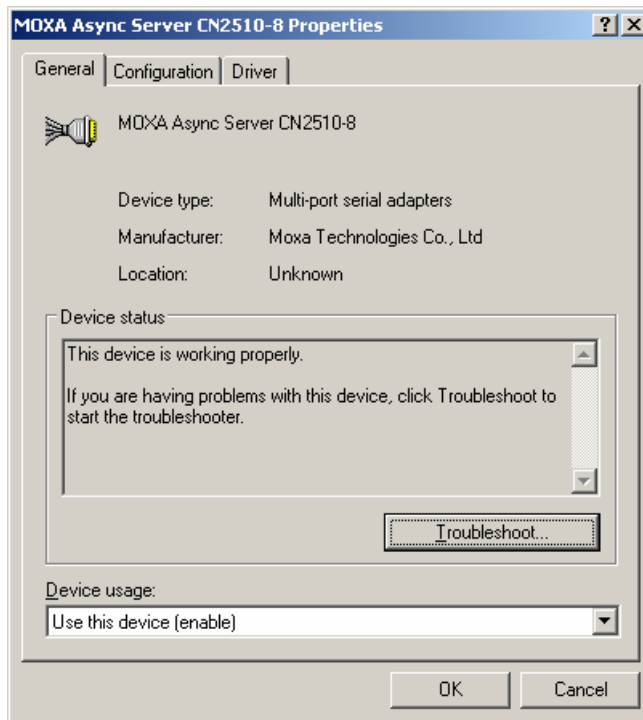 MOXA Async Server CN2510-8 Properties
General Configuration Driver
MOXA Async Server CN2510-8
Device type: Multi-port serial adapters
Manufacturer: Moxa Technologies Co., Ltd
Location: Unknown
Device status
This device is working properly.
If you are having problems with this device, click Troubleshoot to
start the troubleshooter.
Troubleshoot...
Device usage:
Use this device (enable)
OK Cancel